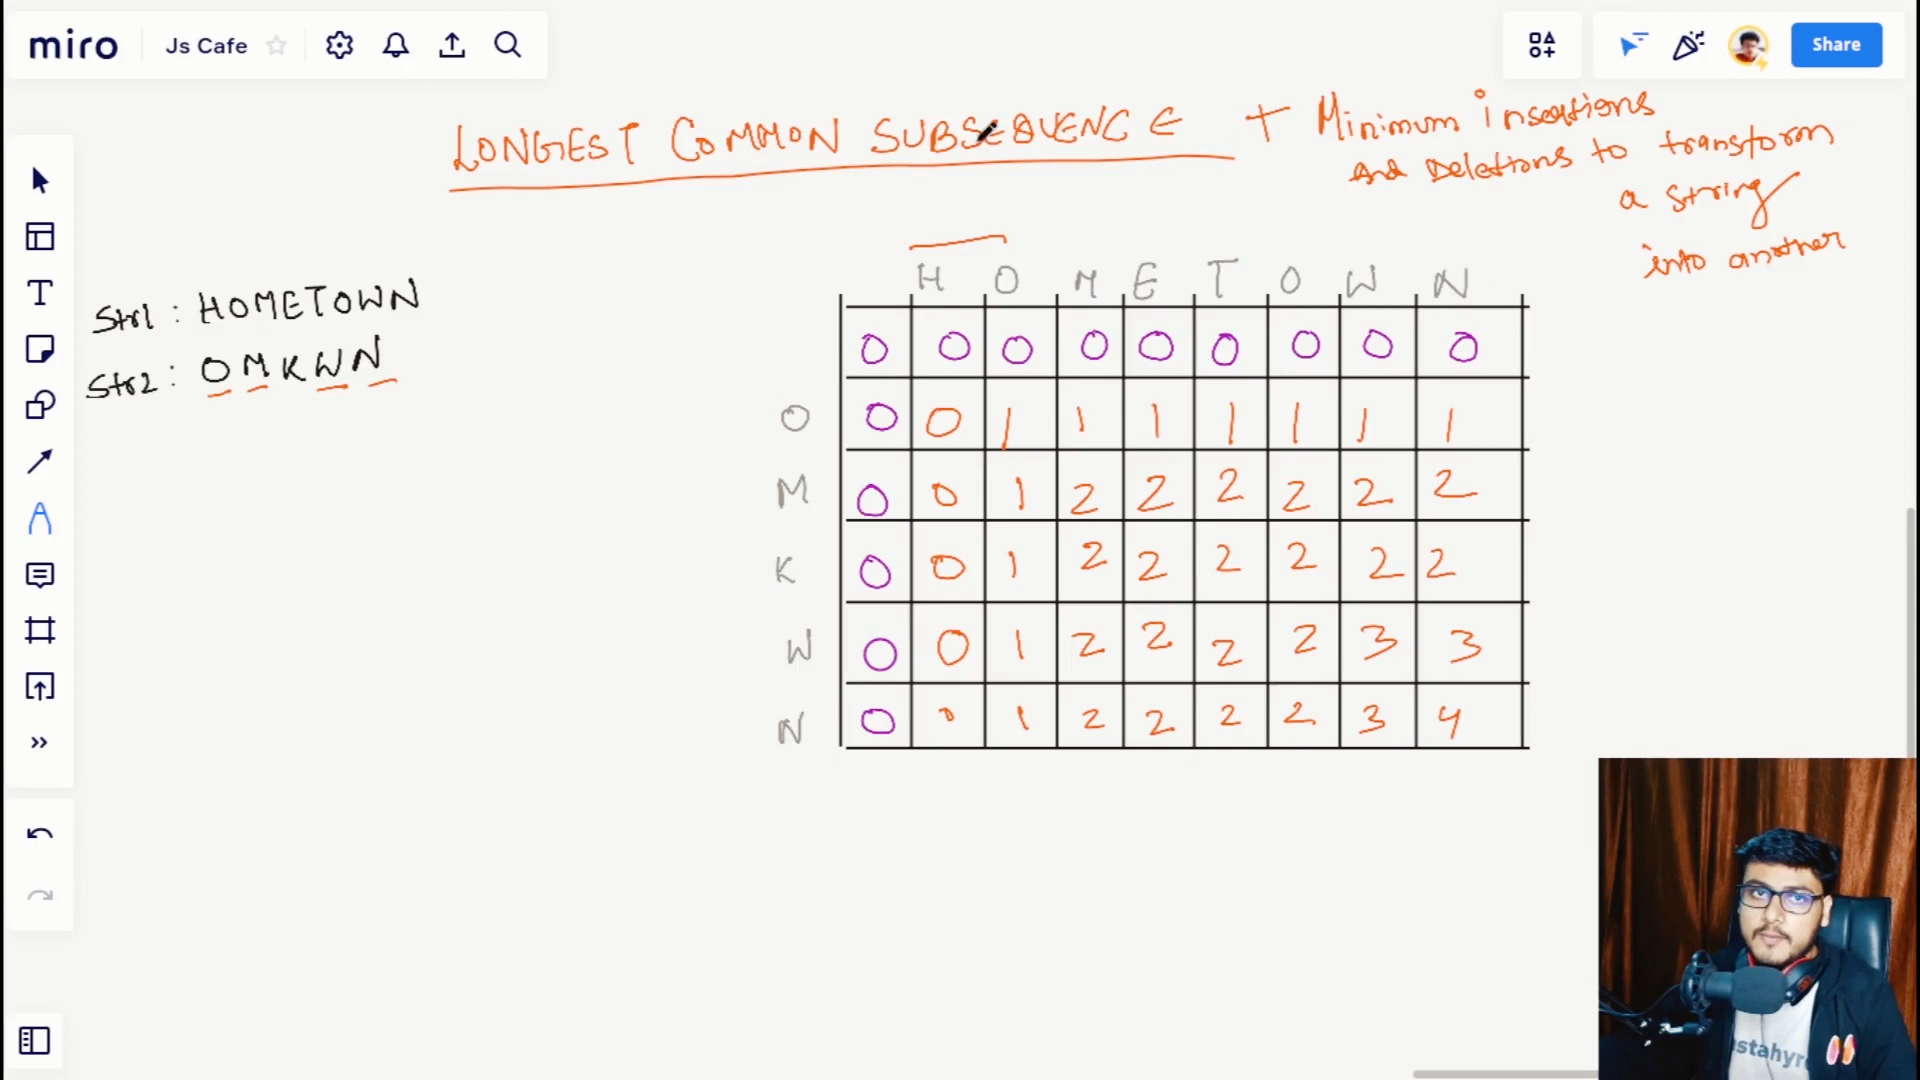 miro Js Cafe Share
LONGEST COMMON SUBSEQUENCE + Minimum insertions
And Deletions to transform
a string
into another
Str1 : HOMETOWN
Str2 : OMKWN
H O M E T O W N
0 0 0 0 0 0 0 0 0
O 0 0 1 1 1 1 1 1 1
M 0 0 1 2 2 2 2 2 2
K 0 0 1 2 2 2 2 2 2
W 0 0 1 2 2 2 2 3 3
N 0 0 1 2 2 2 2 3 4